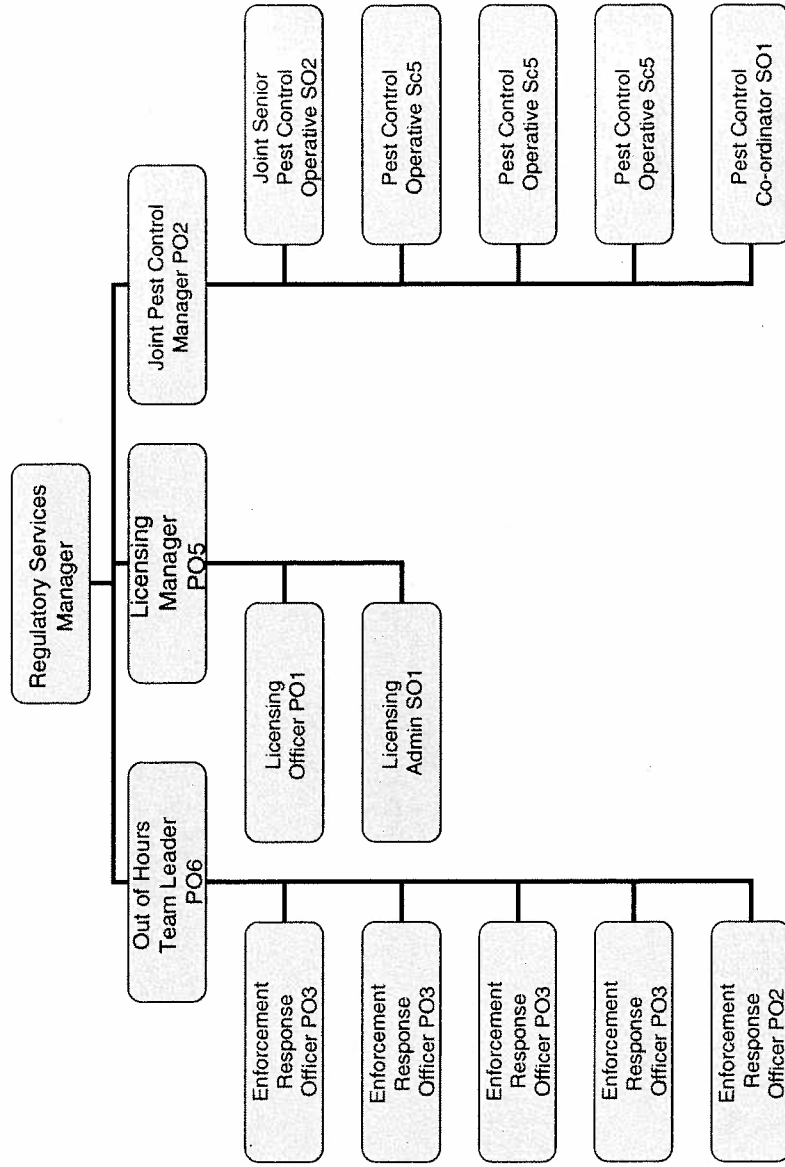 Regulatory Services
Manager
Out of Hours
Team Leader
PO6
Licensing
Manager
PO5
Joint Pest Control
Manager PO2
Enforcement
Response
Officer PO3
Enforcement
Response
Officer PO3
Enforcement
Response
Officer PO3
Enforcement
Response
Officer PO3
Enforcement
Response
Officer PO2
Licensing
Officer PO1
Licensing
Admin SO1
Joint Senior
Pest Control
Operative SO2
Pest Control
Operative Sc5
Pest Control
Operative Sc5
Pest Control
Operative Sc5
Pest Control
Co-ordinator SO1